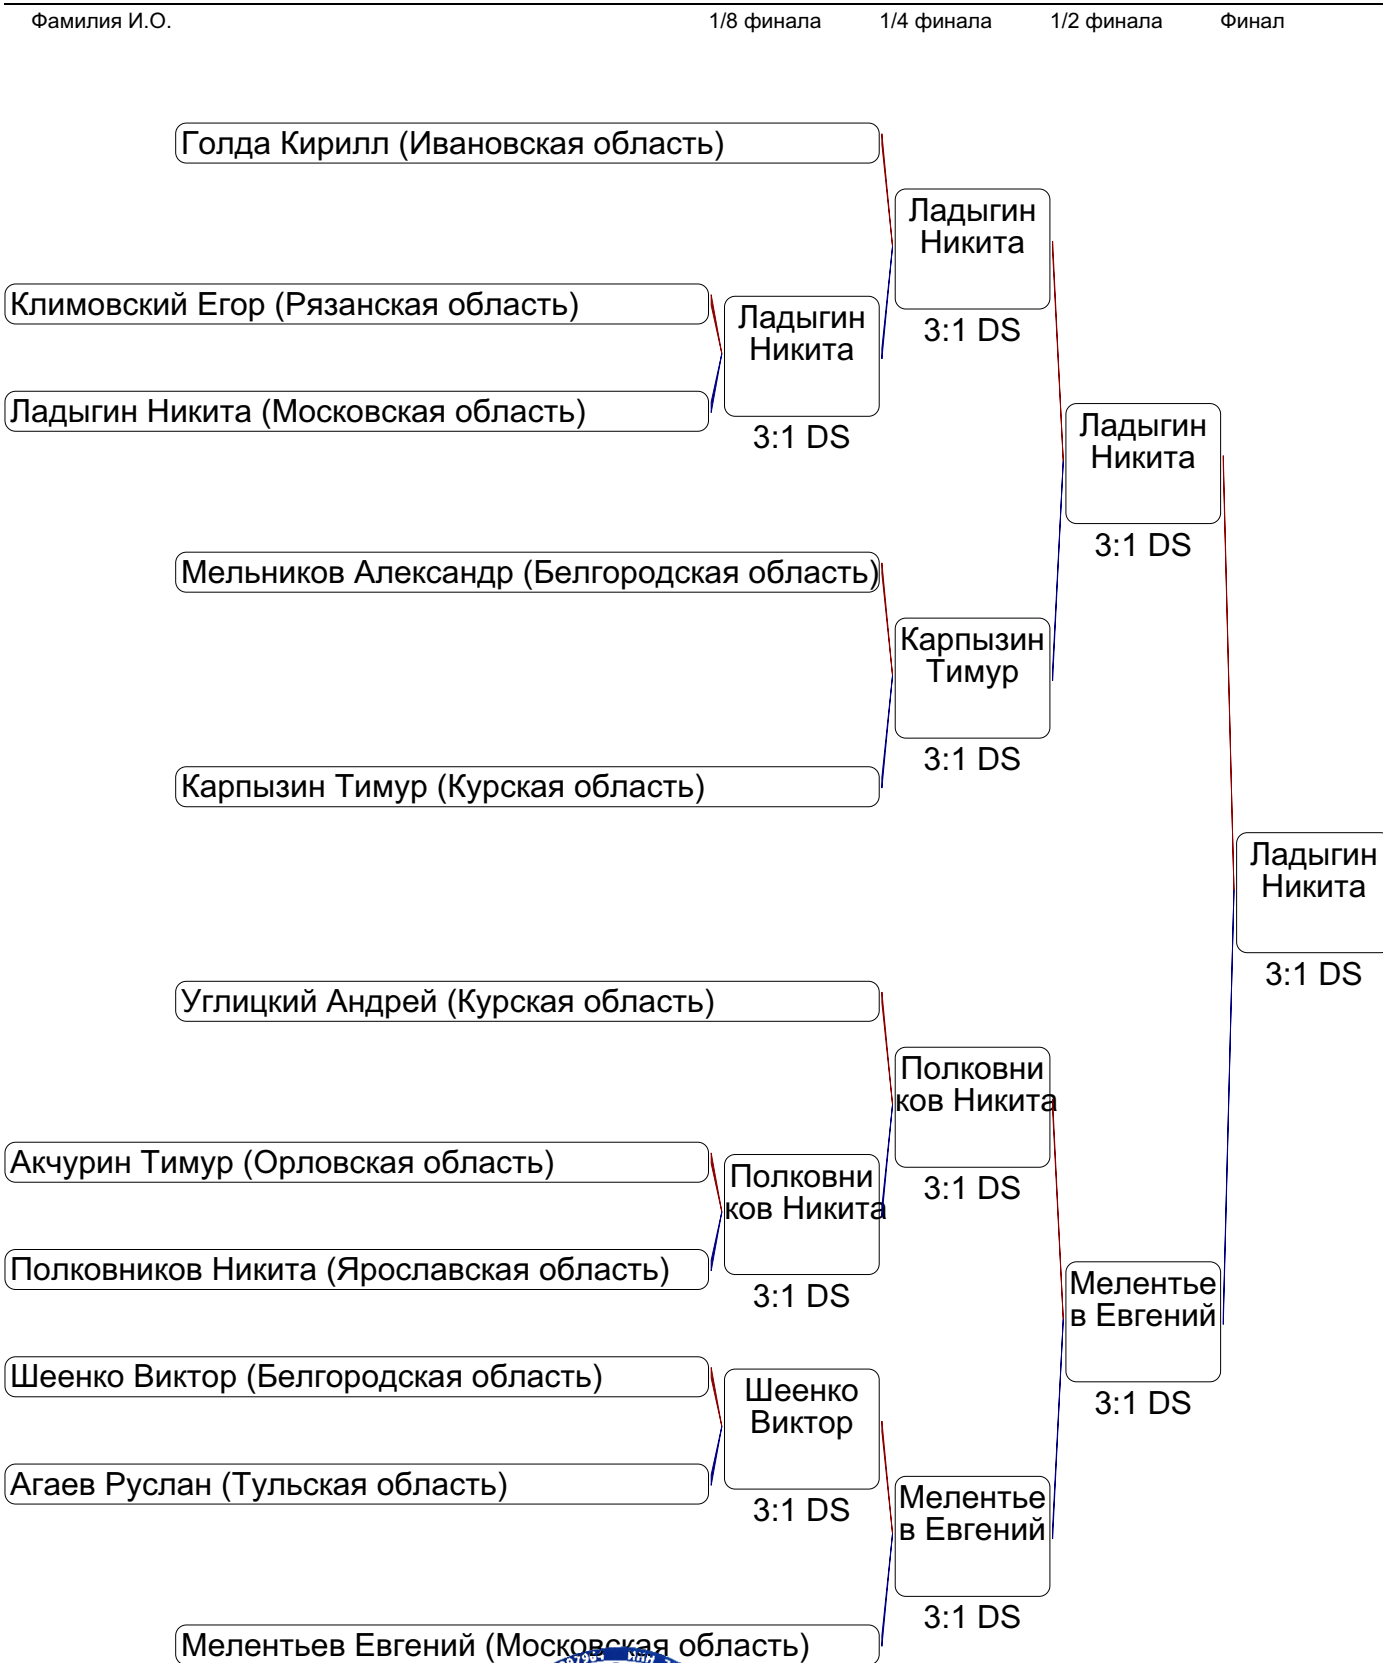 Фамилия И.О. 1/8 финала 1/4 финала 1/2 финала Финал
Голда Кирилл (Ивановская область)
Ладыгин
Никита
3:1 DS
Климовский Егор (Рязанская область)
Ладыгин
Никита
3:1 DS
Ладыгин Никита (Московская область)
Ладыгин
Никита
3:1 DS
Мельников Александр (Белгородская область)
Карпызин
Тимур
3:1 DS
Карпызин Тимур (Курская область)
Ладыгин
Никита
3:1 DS
Углицкий Андрей (Курская область)
Полковни
ков Никита
3:1 DS
Акчурин Тимур (Орловская область)
Полковни
ков Никита
3:1 DS
Полковников Никита (Ярославская область)
Мелентье
в Евгений
3:1 DS
Шеенко Виктор (Белгородская область)
Шеенко
Виктор
3:1 DS
Агаев Руслан (Тульская область)
Мелентье
в Евгений
3:1 DS
Мелентьев Евгений (Московская область)